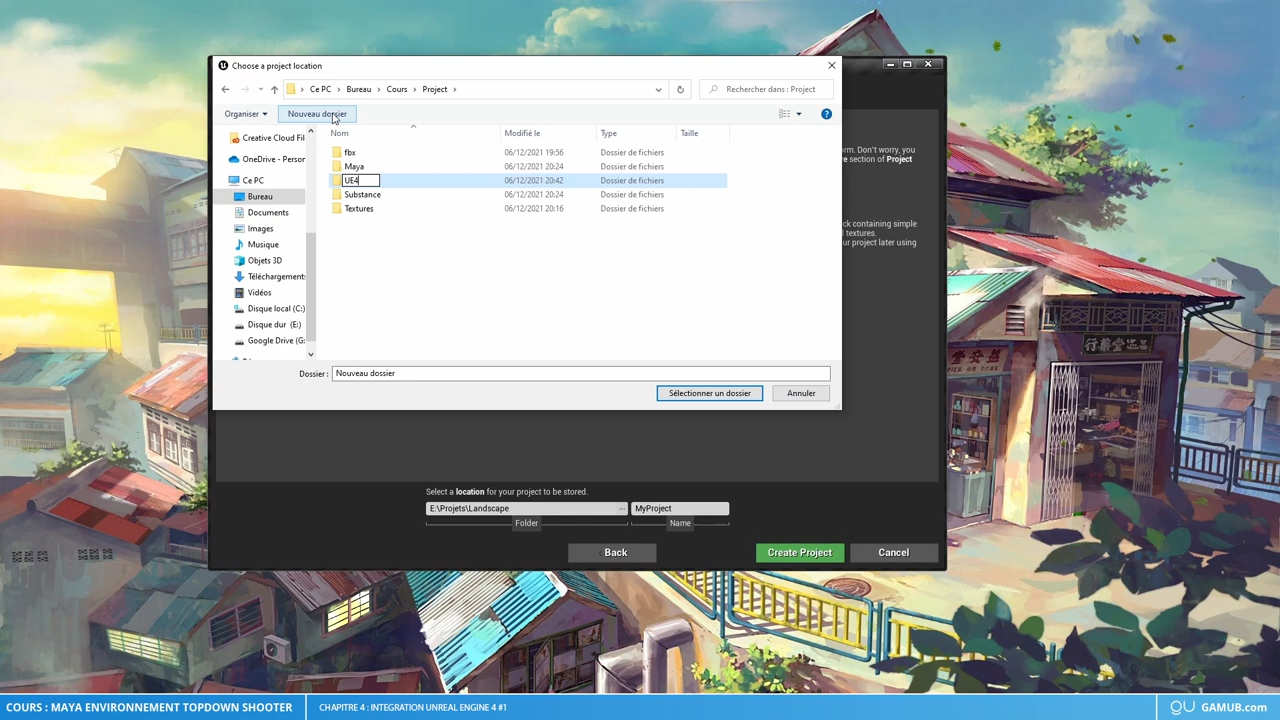 Choose a project location
Ce PC
Bureau
Cours
Project
Rechercher dans : Project
Organiser
Nouveau dossier
Nom
Modifié le
Type
Taille
Creative Cloud Fil
OneDrive - Person
Ce PC
Bureau
Documents
Images
Musique
Objets 3D
Téléchargements
Vidéos
Disque local (C:)
Disque dur (E:)
Google Drive (G:
fbx 06/12/2021 19:56 Dossier de fichiers
Maya 06/12/2021 20:24 Dossier de fichiers
UE4 06/12/2021 20:42 Dossier de fichiers
Substance 06/12/2021 20:24 Dossier de fichiers
Textures 06/12/2021 20:16 Dossier de fichiers
Dossier : Nouveau dossier
Sélectionner un dossier
Annuler
orm. Don't worry, you
re section of Project
ck containing simple
l textures.
ur project later using
Select a location for your project to be stored.
E:\Projets\Landscape
...
MyProject
Folder
Name
Back
Create Project
Cancel
COURS : MAYA ENVIRONNEMENT TOPDOWN SHOOTER
CHAPITRE 4 : INTEGRATION UNREAL ENGINE 4 #1
GAMUB.com